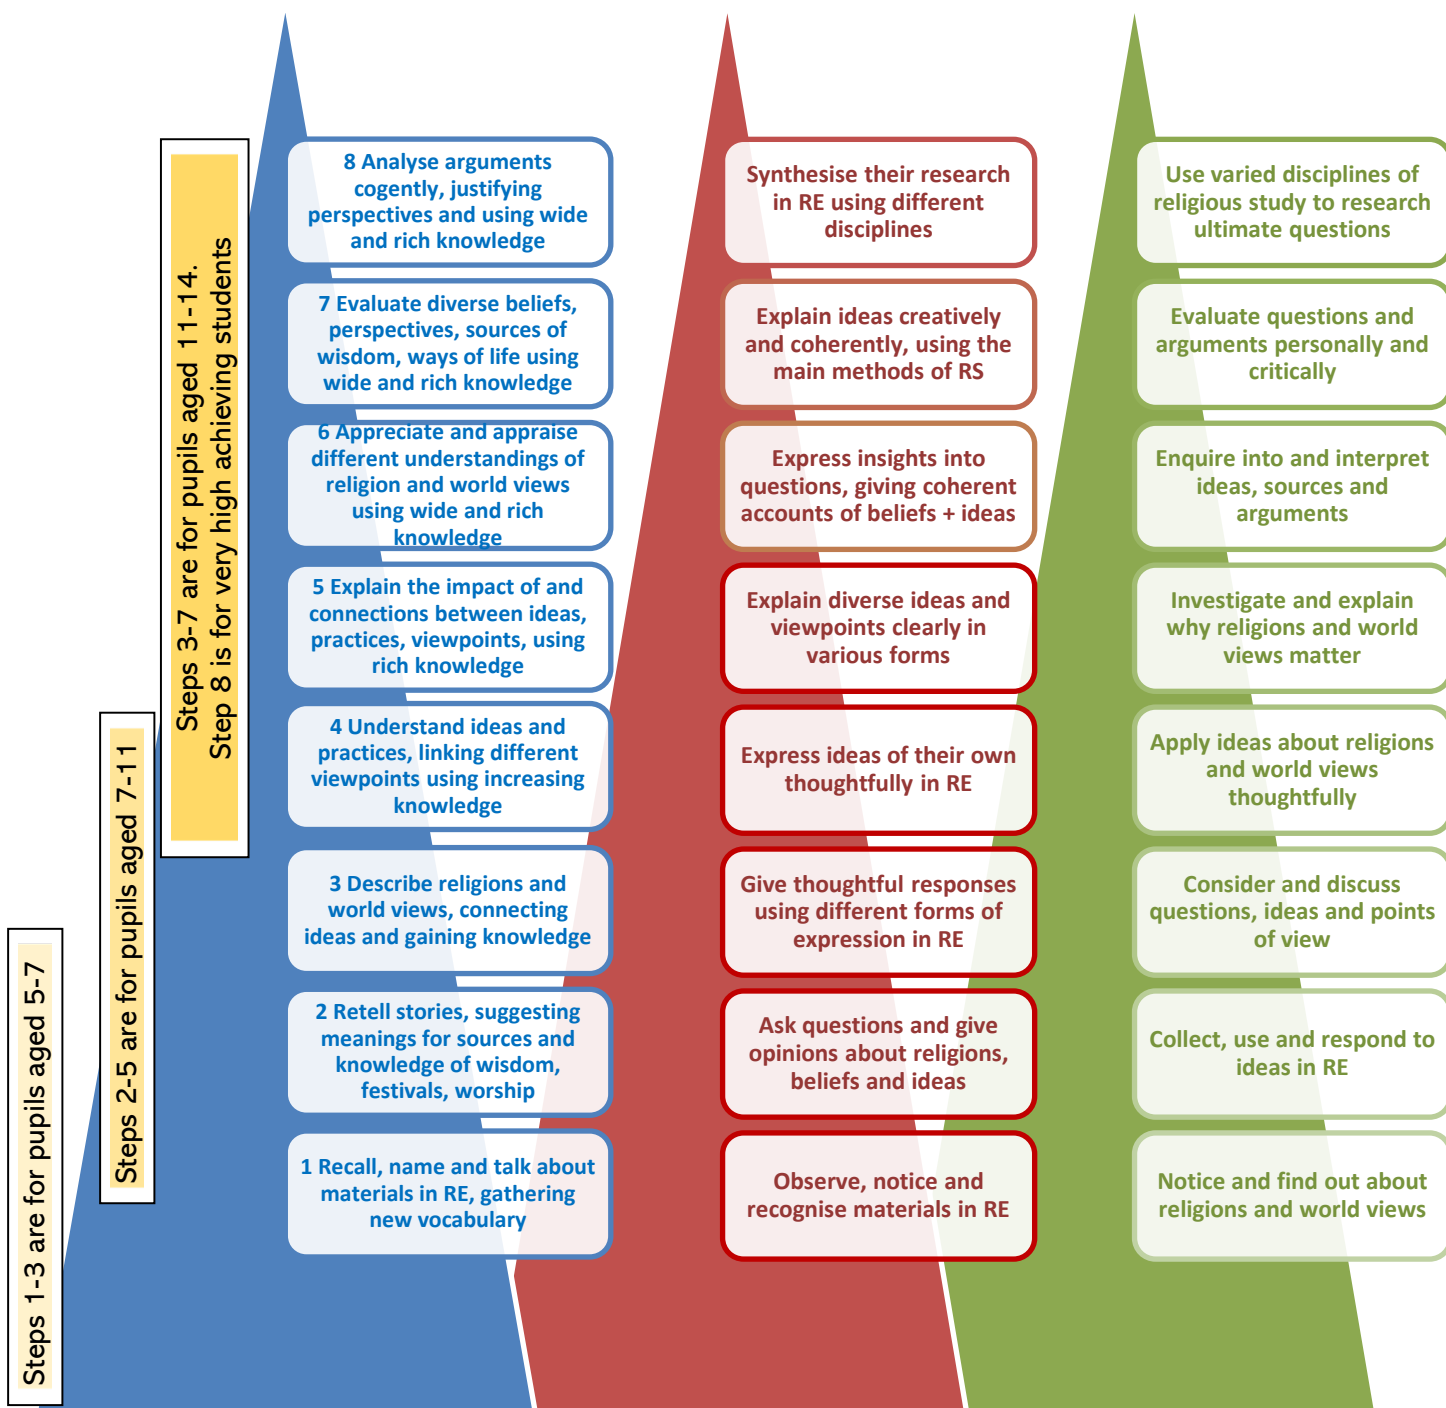 Steps 1-3 are for pupils aged 5-7
Steps 2-5 are for pupils aged 7-11
Steps 3-7 are for pupils aged 11-14.
Step 8 is for very high achieving students
8 Analyse arguments
cogently, justifying
perspectives and using wide
and rich knowledge
7 Evaluate diverse beliefs,
perspectives, sources of
wisdom, ways of life using
wide and rich knowledge
6 Appreciate and appraise
different understandings of
religion and world views
using wide and rich
knowledge
5 Explain the impact of and
connections between ideas,
practices, viewpoints, using
rich knowledge
4 Understand ideas and
practices, linking different
viewpoints using increasing
knowledge
3 Describe religions and
world views, connecting
ideas and gaining knowledge
2 Retell stories, suggesting
meanings for sources and
knowledge of wisdom,
festivals, worship
1 Recall, name and talk about
materials in RE, gathering
new vocabulary
Synthesise their research
in RE using different
disciplines
Explain ideas creatively
and coherently, using the
main methods of RS
Express insights into
questions, giving coherent
accounts of beliefs + ideas
Explain diverse ideas and
viewpoints clearly in
various forms
Express ideas of their own
thoughtfully in RE
Give thoughtful responses
using different forms of
expression in RE
Ask questions and give
opinions about religions,
beliefs and ideas
Observe, notice and
recognise materials in RE
Use varied disciplines of
religious study to research
ultimate questions
Evaluate questions and
arguments personally and
critically
Enquire into and interpret
ideas, sources and
arguments
Investigate and explain
why religions and world
views matter
Apply ideas about religions
and world views
thoughtfully
Consider and discuss
questions, ideas and points
of view
Collect, use and respond to
ideas in RE
Notice and find out about
religions and world views